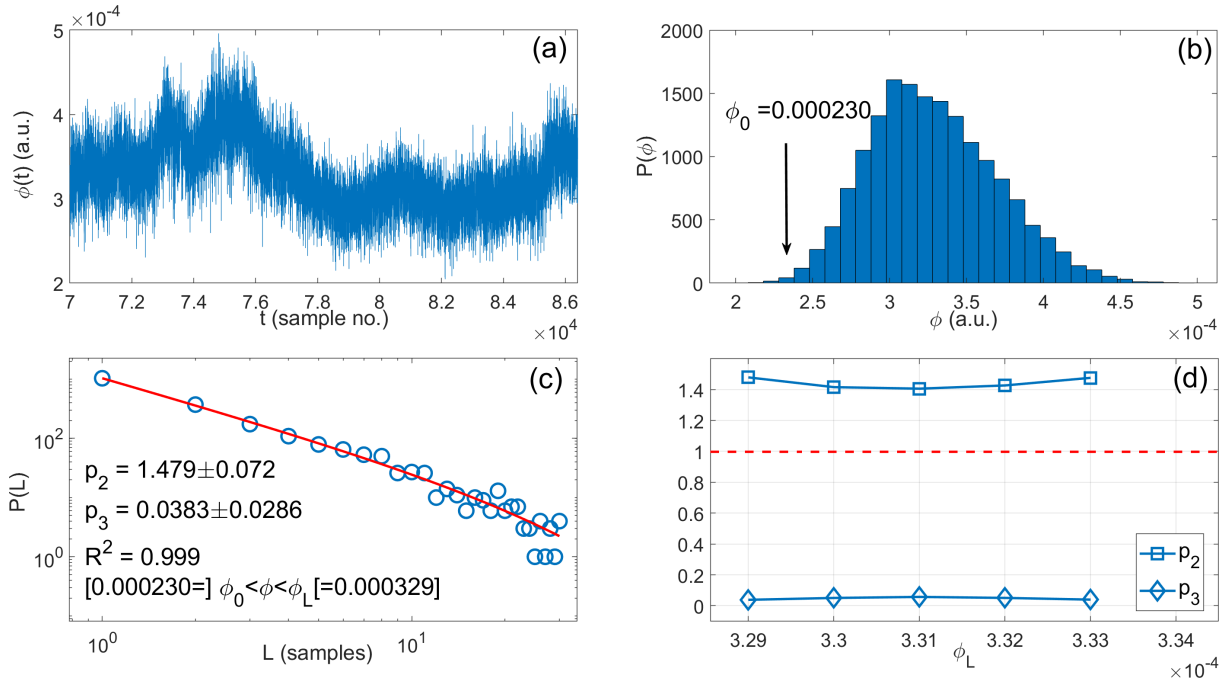 ×10⁻⁴
5
4
3
2
ϕ(t) (a.u.)
(a)
7 7.2 7.4 7.6 7.8 8 8.2 8.4 8.6
t (sample no.)
×10⁴
2000
1500
1000
500
0
P(ϕ)
(b)
ϕ₀ =0.000230
2 2.5 3 3.5 4 4.5 5
ϕ (a.u.)
×10⁻⁴
(c)
10²
10⁰
P(L)
p₂ = 1.479±0.072
p₃ = 0.0383±0.0286
R² = 0.999
[0.000230=] ϕ₀<ϕ<ϕ_L[=0.000329]
10⁰ 10¹
L (samples)
(d)
1.4
1.2
1
0.8
0.6
0.4
0.2
0
p₂
p₃
3.29 3.3 3.31 3.32 3.33 3.34
ϕ_L
×10⁻⁴